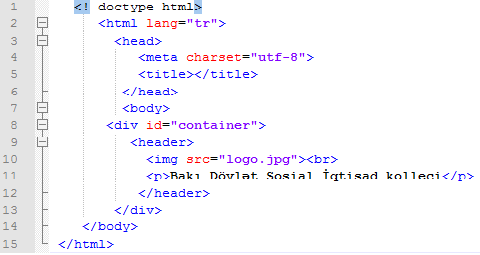 1 <! doctype html>
2 <html lang="tr">
3 <head>
4 <meta charset="utf-8">
5 <title></title>
6 </head>
7 <body>
8 <div id="container">
9 <header>
10 <img src="logo.jpg"><br>
11 <p>Bakı Dövlət Sosial İqtisad kolleci</p>
12 </header>
13 </div>
14 </body>
15 </html>